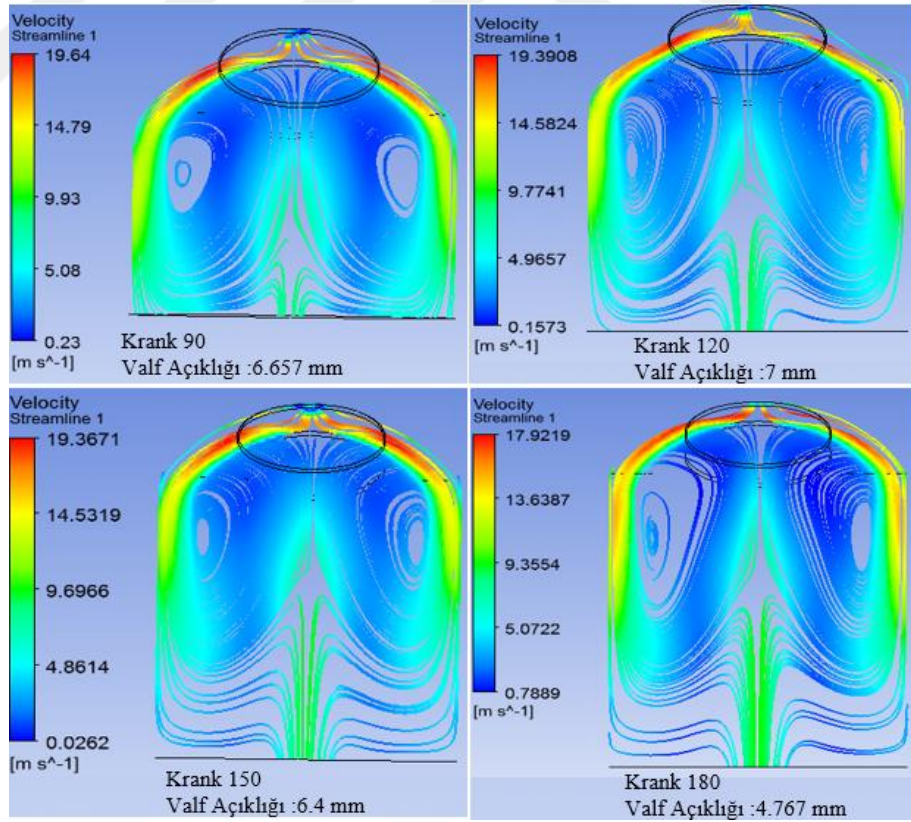 Velocity
Streamline 1
19.64
14.79
9.93
5.08
0.23
[m s^-1]
Krank 90
Valf Açıklığı :6.657 mm
Velocity
Streamline 1
19.3908
14.5824
9.7741
4.9657
0.1573
[m s^-1]
Krank 120
Valf Açıklığı :7 mm
Velocity
Streamline 1
19.3671
14.5319
9.6966
4.8614
0.0262
[m s^-1]
Krank 150
Valf Açıklığı :6.4 mm
Velocity
Streamline 1
17.9219
13.6387
9.3554
5.0722
0.7889
[m s^-1]
Krank 180
Valf Açıklığı :4.767 mm